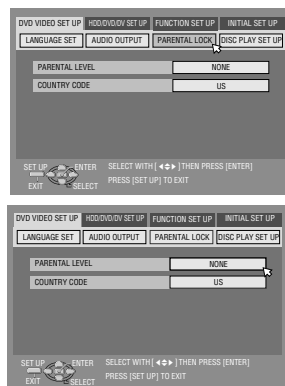 DVD VIDEO SET UP HDD/DVD/DV SET UP FUNCTION SET UP INITIAL SET UP
LANGUAGE SET AUDIO OUTPUT PARENTAL LOCK DISC PLAY SET UP
PARENTAL LEVEL NONE
COUNTRY CODE US
SET UP ENTER SELECT WITH [ ◄♦► ] THEN PRESS [ENTER]
EXIT SELECT PRESS [SET UP] TO EXIT
DVD VIDEO SET UP HDD/DVD/DV SET UP FUNCTION SET UP INITIAL SET UP
LANGUAGE SET AUDIO OUTPUT PARENTAL LOCK DISC PLAY SET UP
PARENTAL LEVEL NONE
COUNTRY CODE US
SET UP ENTER SELECT WITH [ ◄♦► ] THEN PRESS [ENTER]
EXIT SELECT PRESS [SET UP] TO EXIT